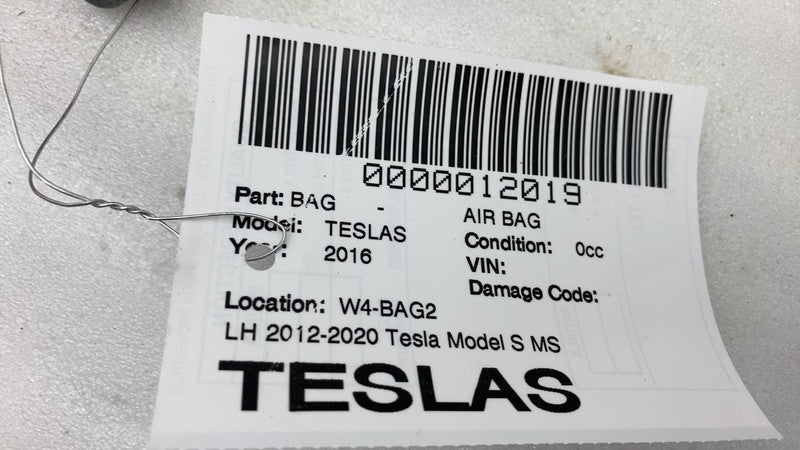 0000012019
Part: BAG - AIR BAG
Model: TESLAS Condition: 0cc
Year: 2016 VIN:
Damage Code:
Location: W4-BAG2
LH 2012-2020 Tesla Model S MS
TESLAS